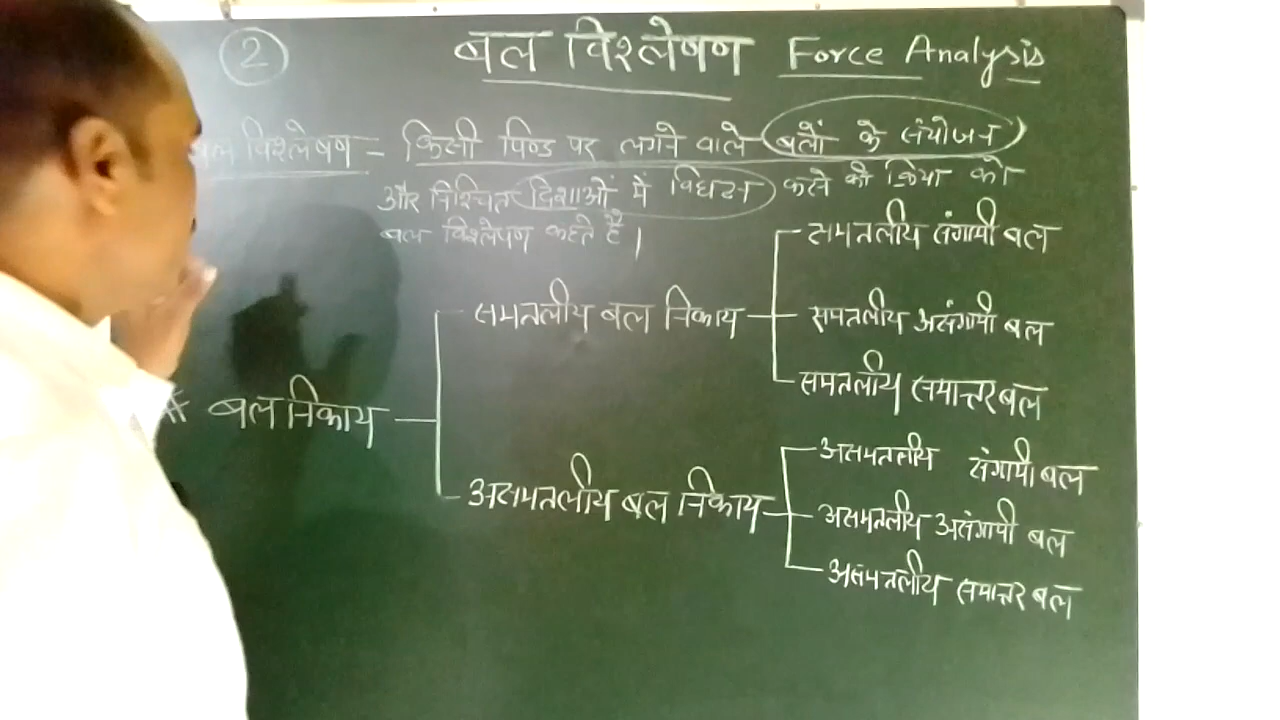 2
बल विश्लेषण Force Analysis
बल विश्लेषण - किसी पिण्ड पर लगने वाले बलों के संयोजन
और निश्चित दिशाओं में विघटन करने की क्रिया को
बल विश्लेषण कहते हैं।
# बल निकाय
समतलीय बल निकाय
समतलीय संगामी बल
समतलीय असंगामी बल
समतलीय समान्तर बल
असमतलीय बल निकाय
असमतलीय संगामी बल
असमतलीय असंगामी बल
असमतलीय समान्तर बल